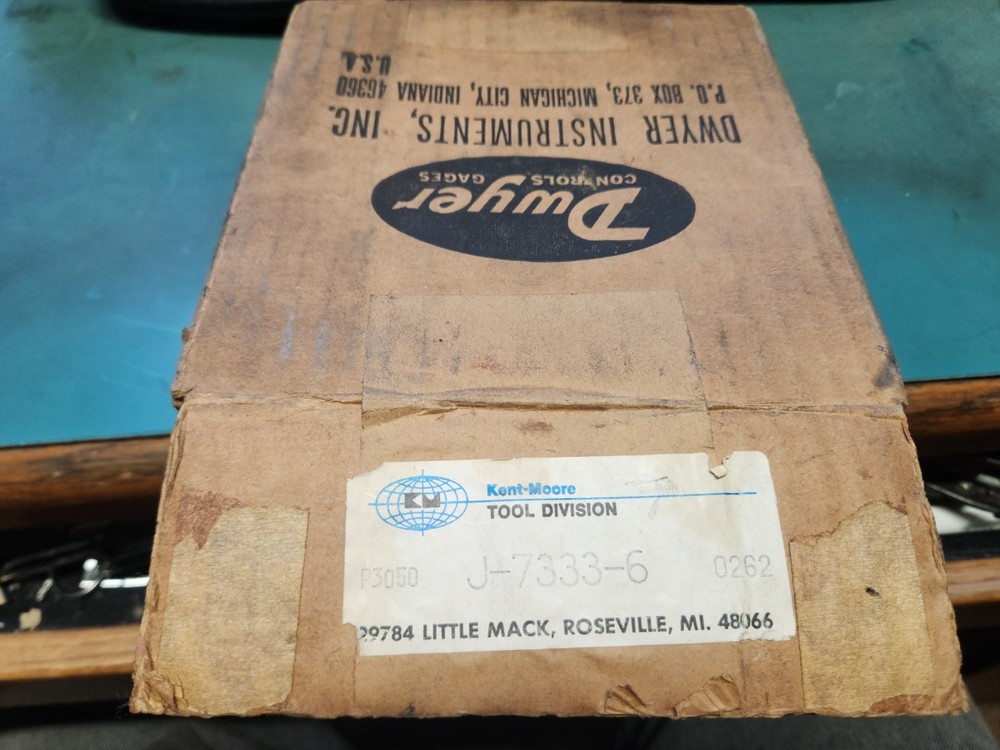 Dwyer
CONTROLS GAGES
DWYER INSTRUMENTS, INC.
P.O. BOX 373, MICHIGAN CITY, INDIANA 46360
U.S.A.
KM
Kent-Moore
TOOL DIVISION
P3050 J-7333-6 0262
29784 LITTLE MACK, ROSEVILLE, MI. 48066